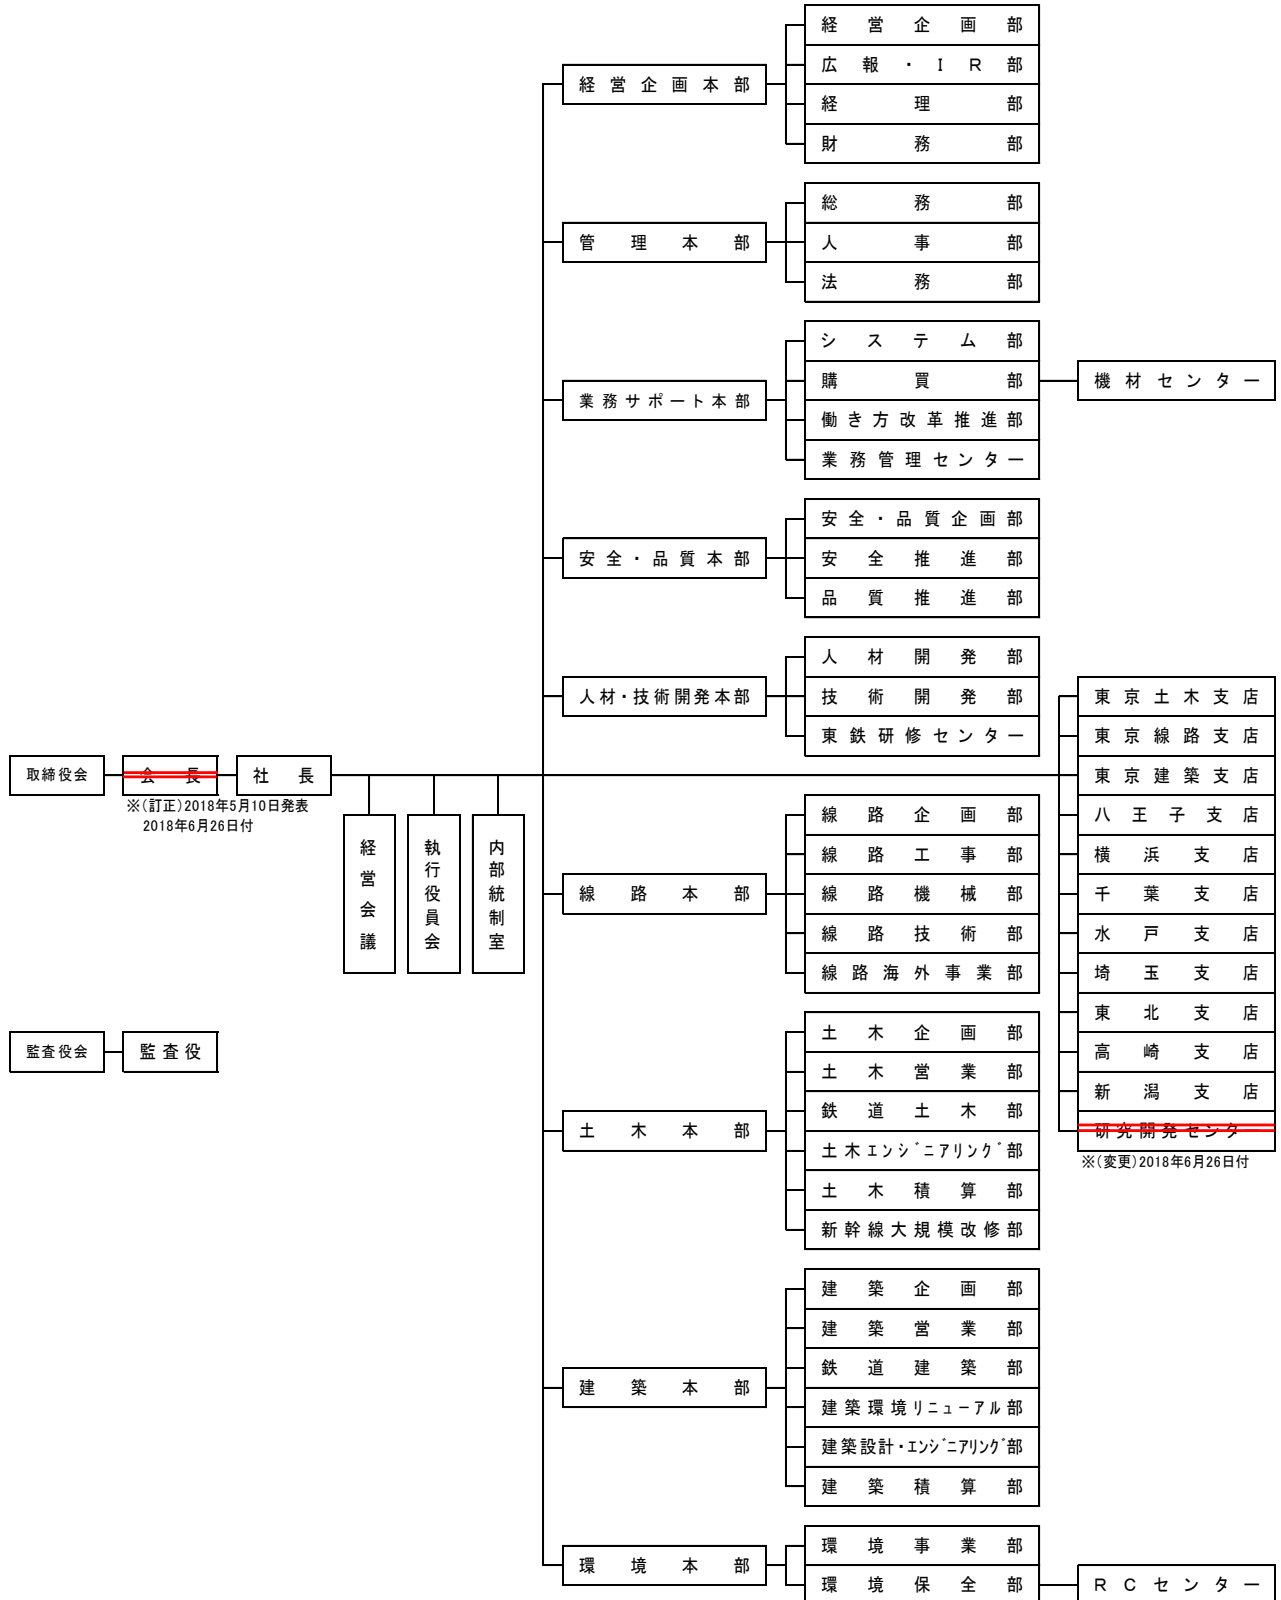 経営企画部
広報・ＩＲ部
経営企画本部
経理部
財務部
総務部
管理本部
人事部
法務部
システム部
購買部
機材センター
業務サポート本部
働き方改革推進部
業務管理センター
安全・品質企画部
安全・品質本部
安全推進部
品質推進部
人材開発部
人材・技術開発本部
技術開発部
東鉄研修センター
取締役会
会長
社長
※(訂正)2018年5月10日発表
2018年6月26日付
経営会議
執行役員会
内部統制室
東京土木支店
東京線路支店
東京建築支店
八王子支店
横浜支店
千葉支店
水戸支店
埼玉支店
東北支店
高崎支店
新潟支店
研究開発センター
※(変更)2018年6月26日付
線路企画部
線路工事部
線路本部
線路機械部
線路技術部
線路海外事業部
監査役会
監査役
土木企画部
土木営業部
鉄道土木部
土木本部
土木ｴﾝｼﾞﾆｱﾘﾝｸﾞ部
土木積算部
新幹線大規模改修部
建築企画部
建築営業部
鉄道建築部
建築本部
建築環境ﾘﾆｭｰｱﾙ部
建築設計・ｴﾝｼﾞﾆｱﾘﾝｸﾞ部
建築積算部
環境事業部
環境本部
環境保全部
ＲＣセンター